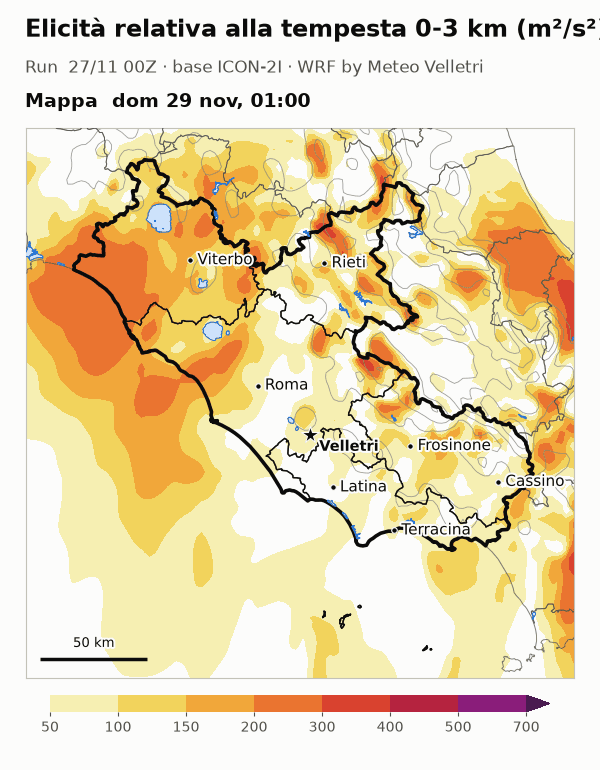 Elicità relativa alla tempesta 0-3 km (m²/s²)
Run  27/11 00Z · base ICON-2I · WRF by Meteo Velletri
Mappa  dom 29 nov, 01:00
Viterbo
Rieti
Roma
Velletri
Frosinone
Latina
Cassino
Terracina
50 km
50 100 150 200 300 400 500 700